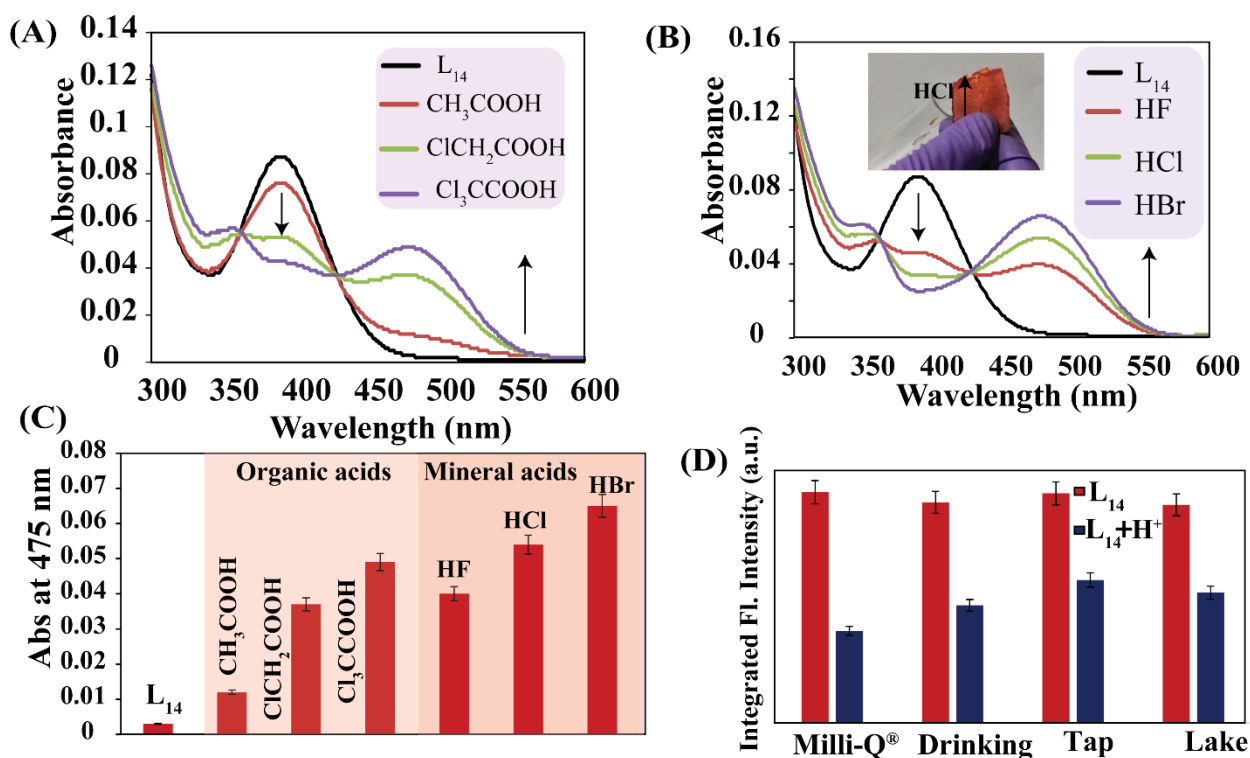 (A)
0.14
0.12
0.1
0.08
0.06
0.04
0.02
0
Absorbance
L₁₄
CH₃COOH
ClCH₂COOH
Cl₃CCOOH
300 350 400 450 500 550 600
Wavelength (nm)
(B)
0.16
0.12
0.08
0.04
0
Absorbance
HCl
L₁₄
HF
HCl
HBr
300 350 400 450 500 550 600
Wavelength (nm)
(C)
0.08
0.07
0.06
0.05
0.04
0.03
0.02
0.01
0
Abs at 475 nm
Organic acids
Mineral acids
L₁₄
CH₃COOH
ClCH₂COOH
Cl₃CCOOH
HF
HCl
HBr
(D)
Integrated Fl. Intensity (a.u.)
L₁₄
L₁₄+H⁺
Milli-Q® Drinking Tap Lake